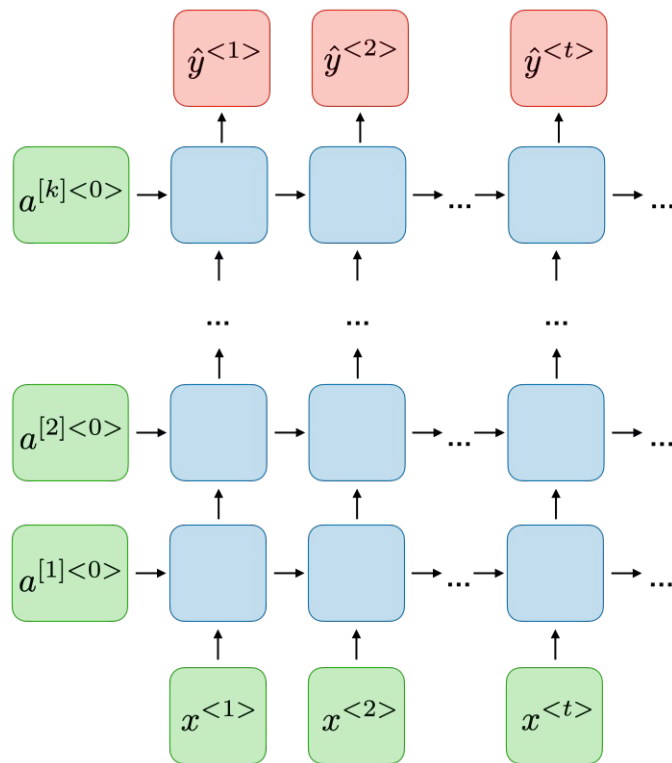 ŷ<1> ŷ<2> ŷ<t>
a[k]<0> ... ...
... ... ...
a[2]<0> ... ...
a[1]<0> ... ...
x<1> x<2> x<t>